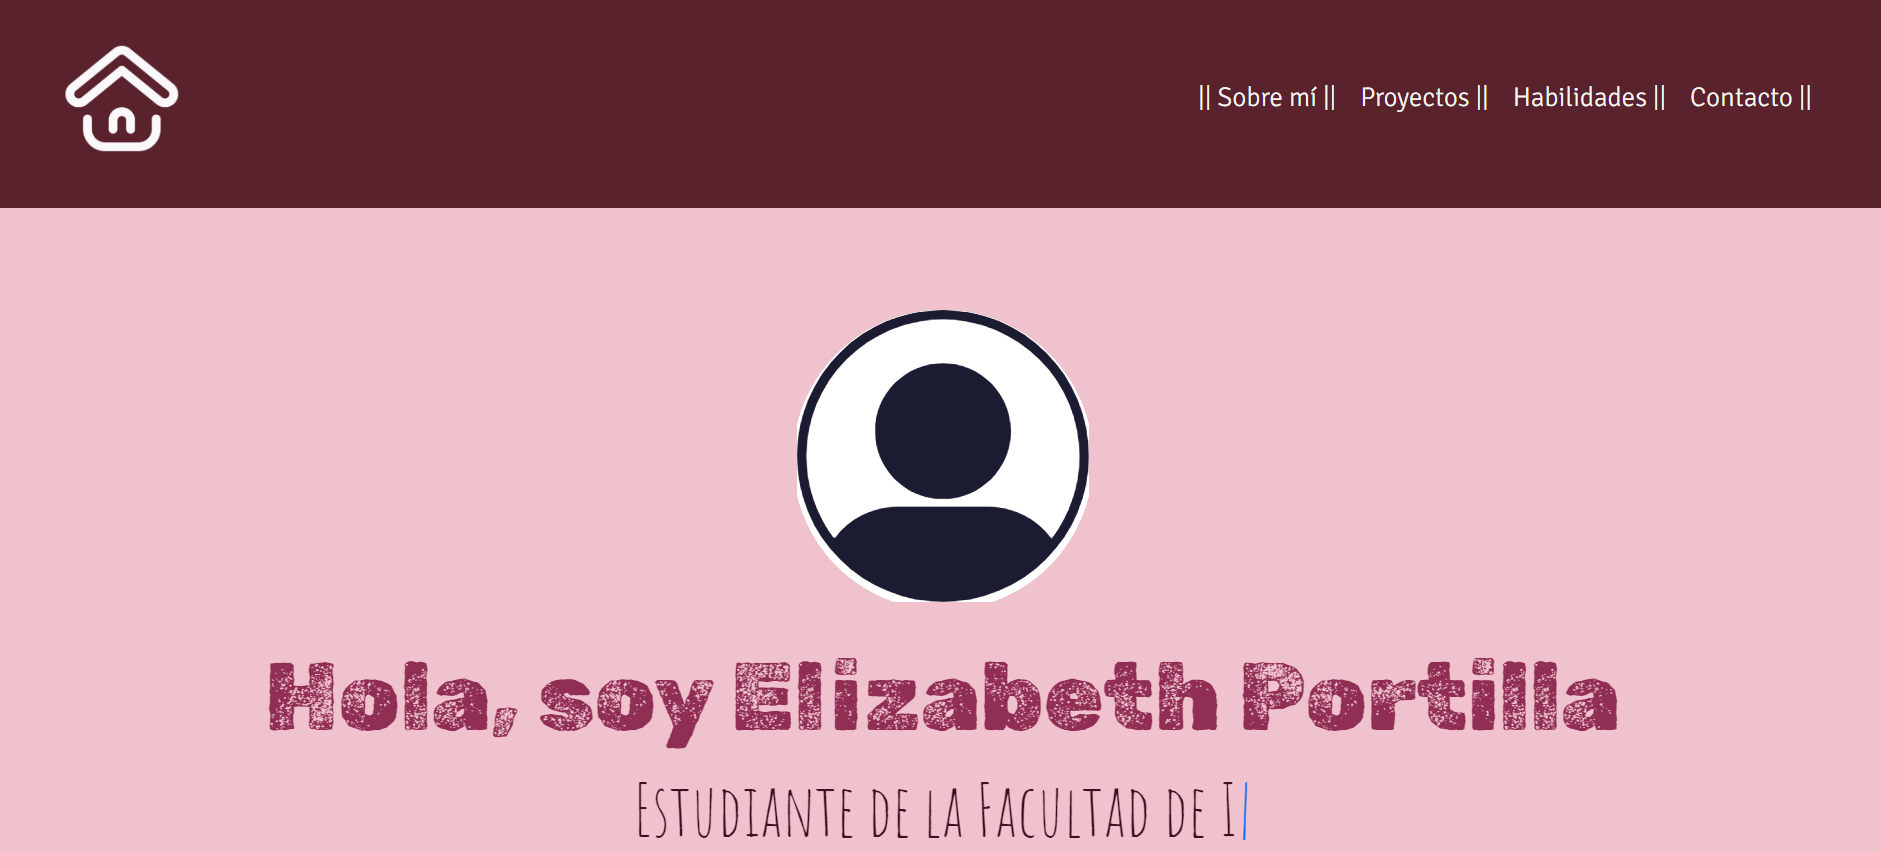 || Sobre mí || Proyectos || Habilidades || Contacto ||
Hola, soy Elizabeth Portilla
Estudiante de la Facultad de I